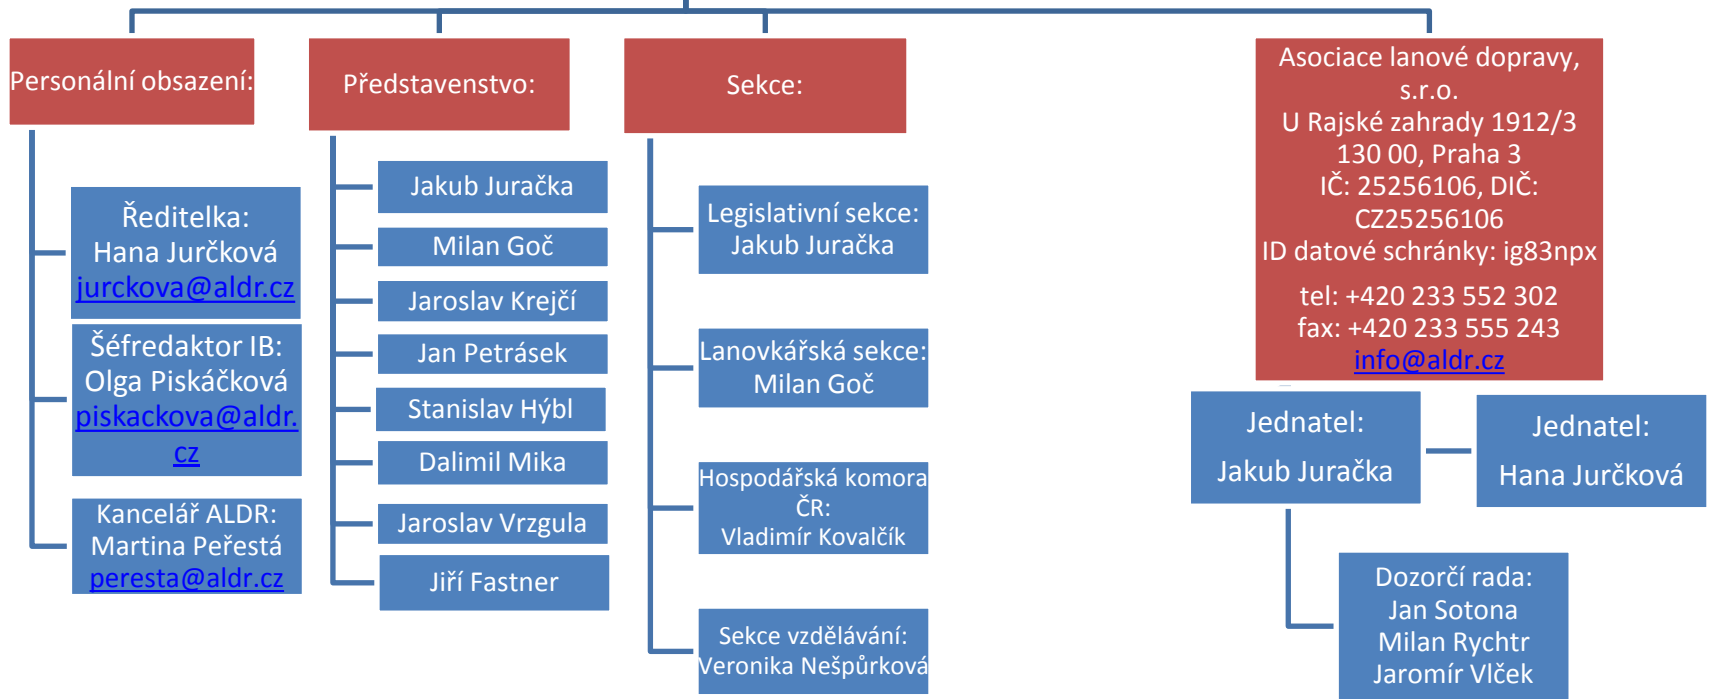 Personální obsazení:
Ředitelka:
Hana Jurčková
jurckova@aldr.cz
Šéfredaktor IB:
Olga Piskáčková
piskackova@aldr.
cz
Kancelář ALDR:
Martina Peřestá
peresta@aldr.cz
Představenstvo:
Jakub Juračka
Milan Goč
Jaroslav Krejčí
Jan Petrásek
Stanislav Hýbl
Dalimil Mika
Jaroslav Vrzgula
Jiří Fastner
Sekce:
Legislativní sekce:
Jakub Juračka
Lanovkářská sekce:
Milan Goč
Hospodářská komora
ČR:
Vladimír Kovalčík
Sekce vzdělávání:
Veronika Nešpůrková
Asociace lanové dopravy,
s.r.o.
U Rajské zahrady 1912/3
130 00, Praha 3
IČ: 25256106, DIČ:
CZ25256106
ID datové schránky: ig83npx
tel: +420 233 552 302
fax: +420 233 555 243
info@aldr.cz
Jednatel:
Jakub Juračka
Jednatel:
Hana Jurčková
Dozorčí rada:
Jan Sotona
Milan Rychtr
Jaromír Vlček